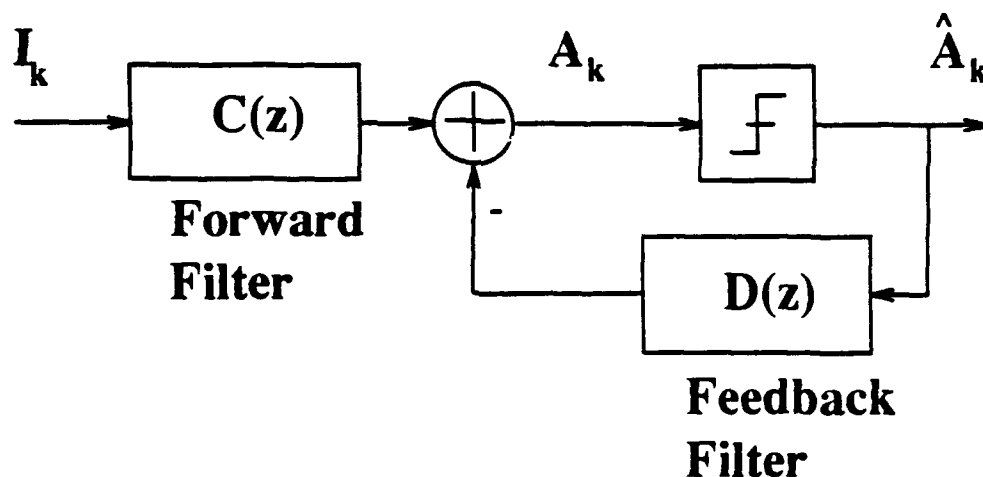 I_k
C(z)
A_k
Â_k
Forward
Filter
-
D(z)
Feedback
Filter